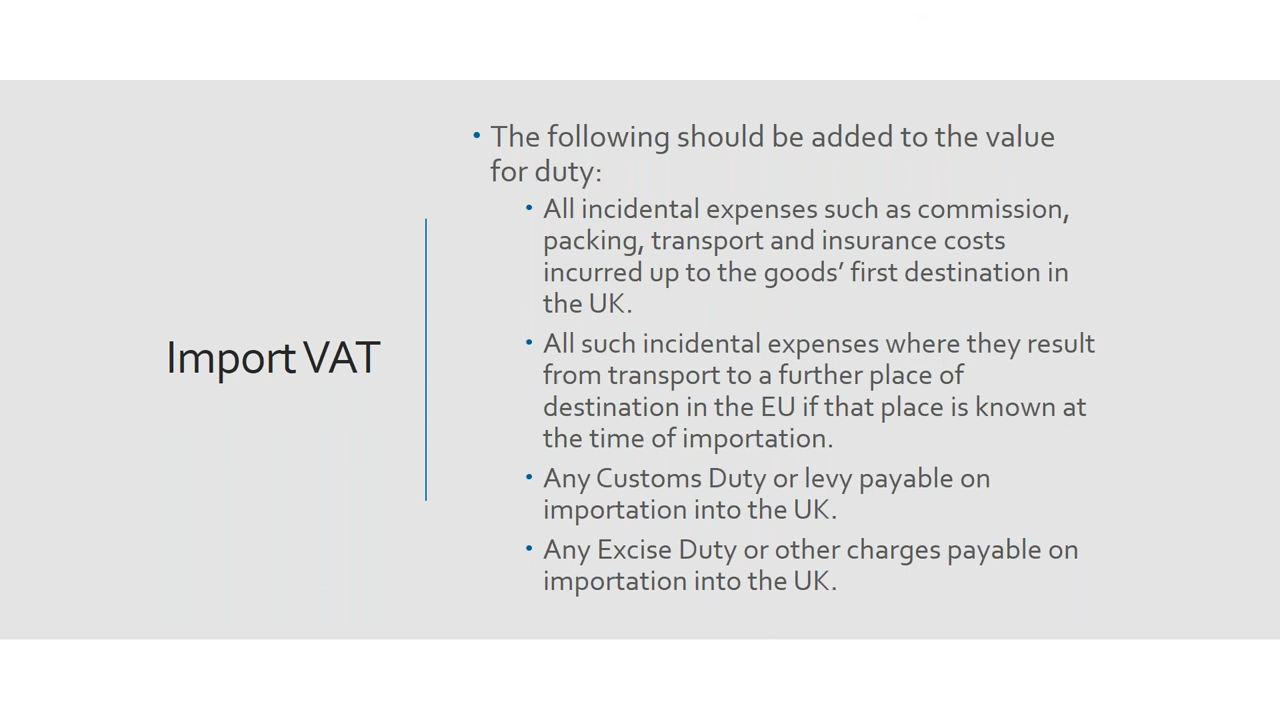 Import VAT
• The following should be added to the value
for duty:
• All incidental expenses such as commission,
packing, transport and insurance costs
incurred up to the goods’ first destination in
the UK.
• All such incidental expenses where they result
from transport to a further place of
destination in the EU if that place is known at
the time of importation.
• Any Customs Duty or levy payable on
importation into the UK.
• Any Excise Duty or other charges payable on
importation into the UK.